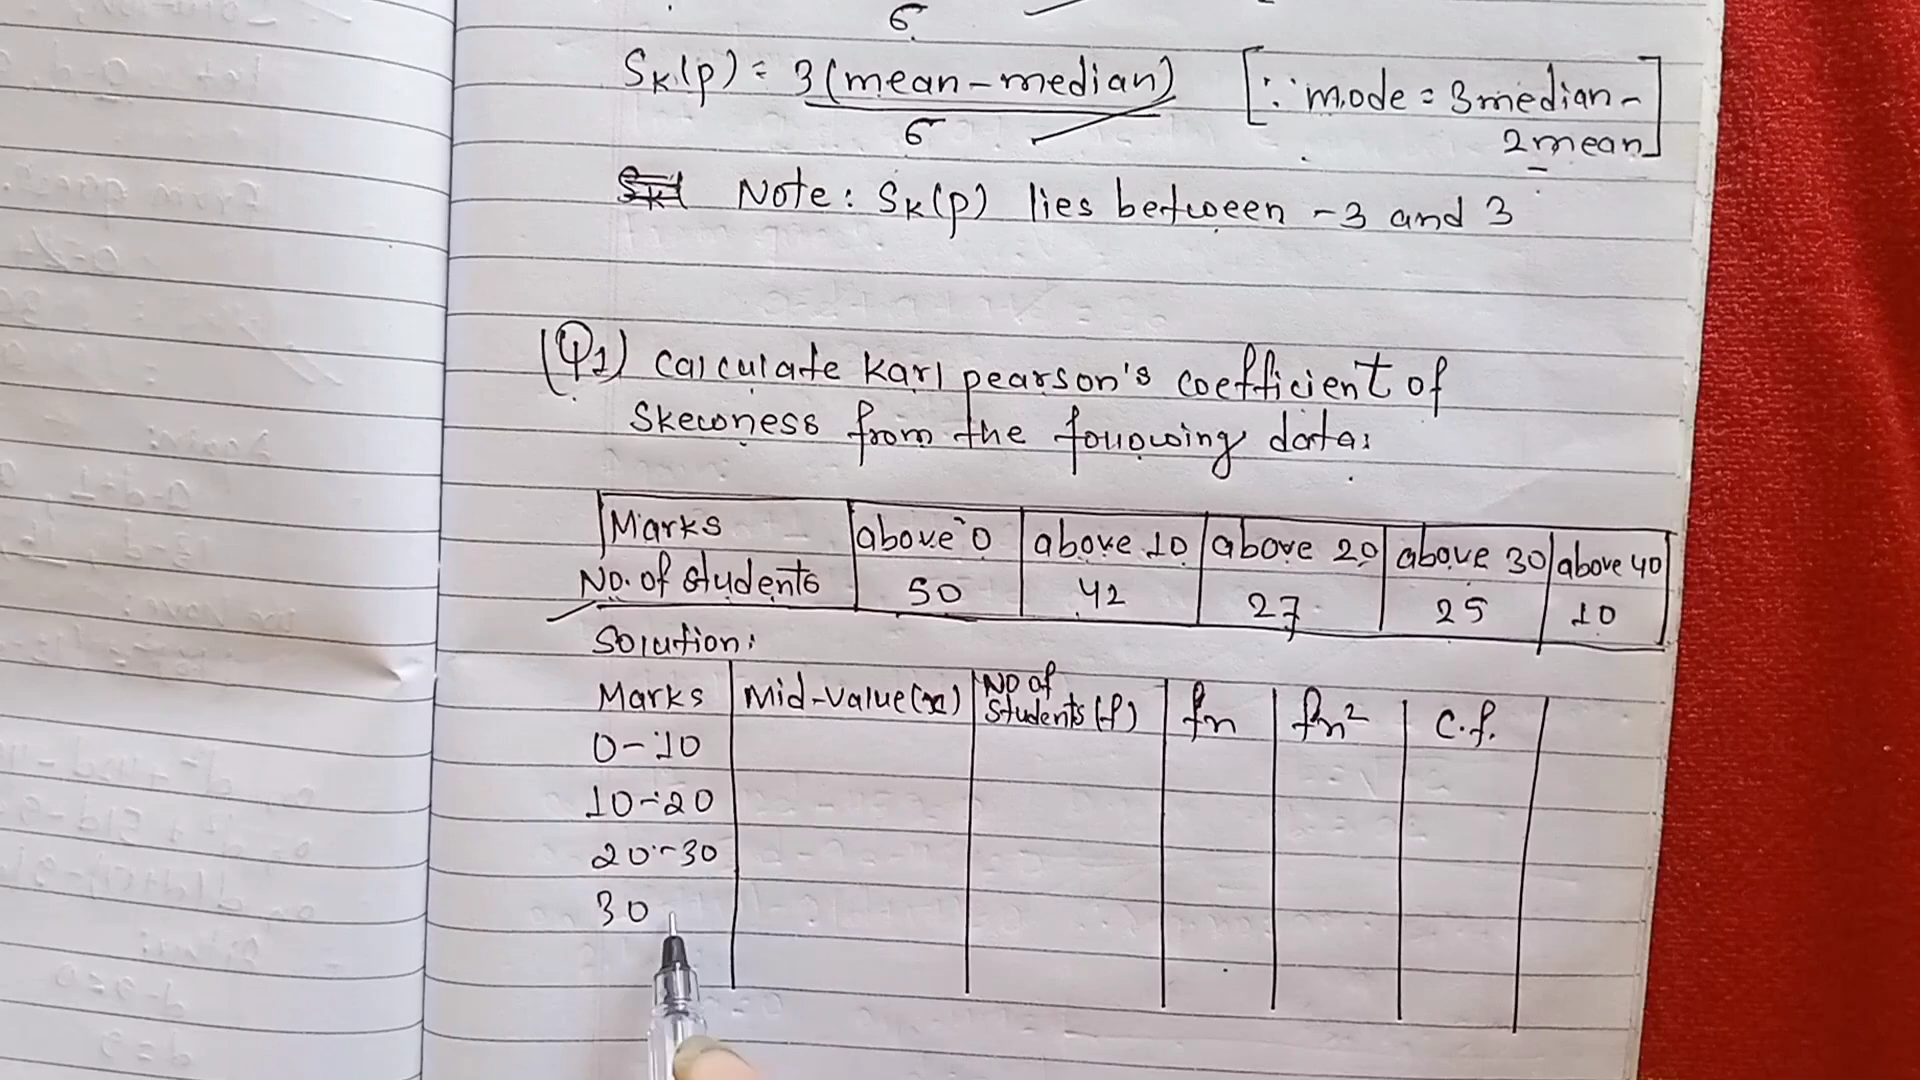 σ
Sk(p) = 3(mean - median) [∵ mode = 3median -
σ 2mean]
Note: Sk(p) lies between -3 and 3
(Q1) Calculate Karl pearson's coefficient of
Skewness from the following data:
Marks above 0 above 10 above 20 above 30 above 40
No. of students 50 42 27 25 10
Solution:
Marks Mid-value(x) No of Students (f) fx fx² C.f.
0-10
10-20
20-30
30